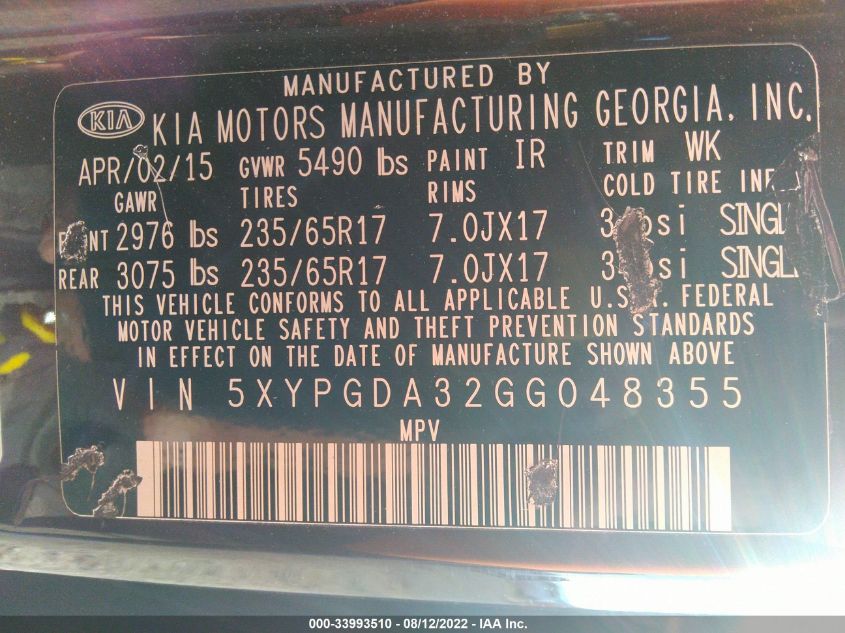 MANUFACTURED BY
KIA KIA MOTORS MANUFACTURING GEORGIA, INC.
APR/02/15 GVWR 5490 lbs PAINT IR TRIM WK
GAWR TIRES RIMS COLD TIRE
2976 lbs 235/65R17 7.0JX17
REAR 3075 lbs 235/65R17 7.0JX17
THIS VEHICLE CONFORMS TO ALL APPLICABLE FEDERAL
MOTOR VEHICLE SAFETY AND THEFT PREVENTION STANDARDS
IN EFFECT ON THE DATE OF MANUFACTURE SHOWN ABOVE
VIN 5XYPGDA32GG048355
MPV
000-33993510 - 08/12/2022 - IAA Inc.